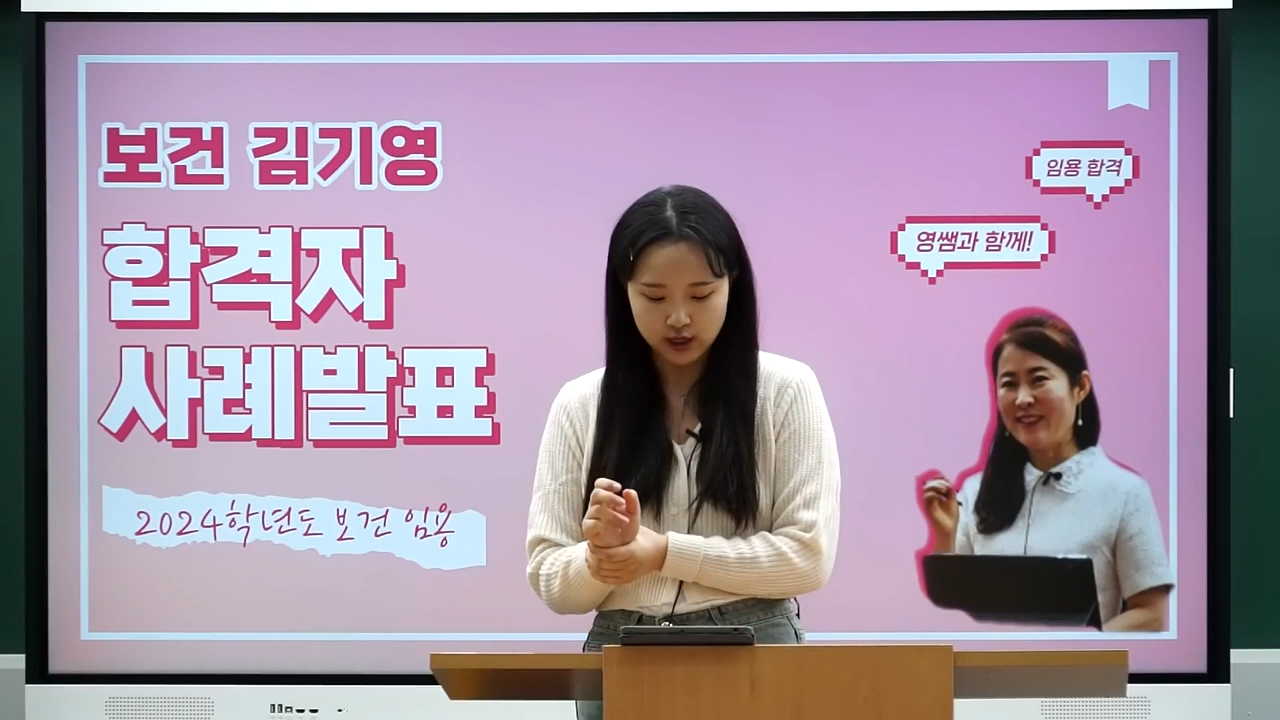 보건 김기영
합격자
사례발표
2024학년도 보건 임용
임용 합격
영쌤과 함께!